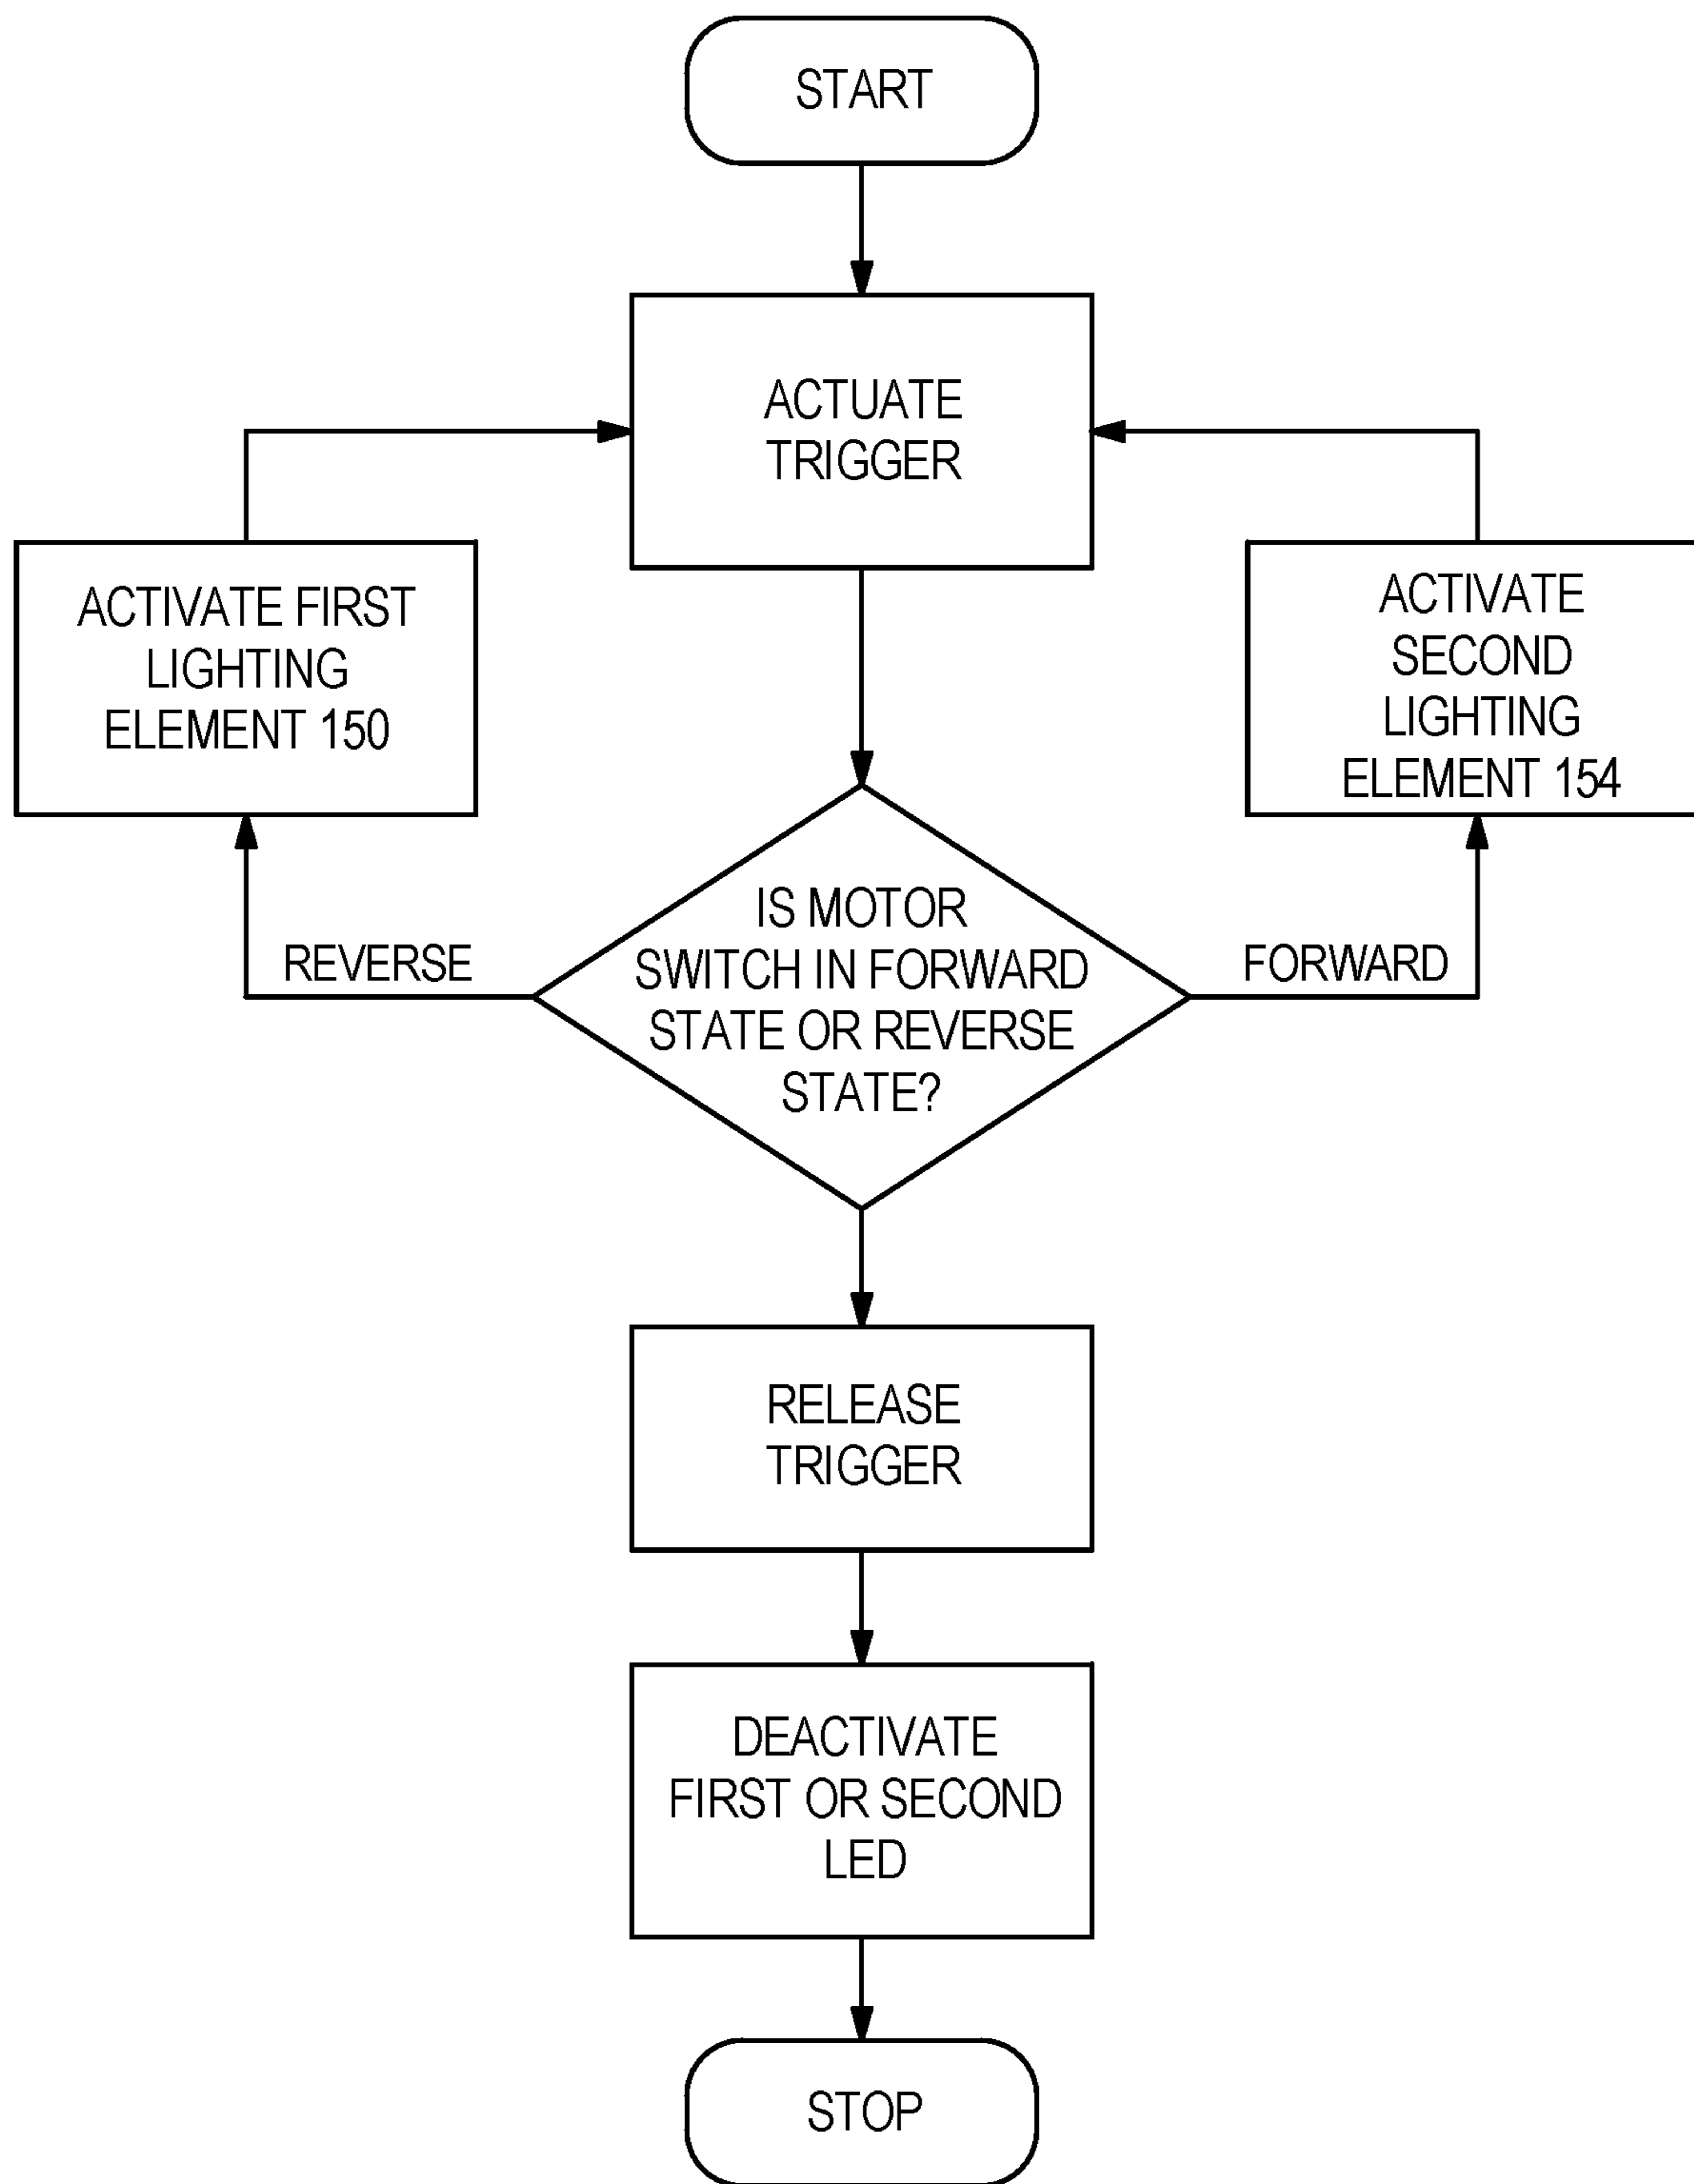 START
ACTUATE
TRIGGER
ACTIVATE FIRST
LIGHTING
ELEMENT 150
ACTIVATE
SECOND
LIGHTING
ELEMENT 154
IS MOTOR
SWITCH IN FORWARD
STATE OR REVERSE
STATE?
REVERSE
FORWARD
RELEASE
TRIGGER
DEACTIVATE
FIRST OR SECOND
LED
STOP